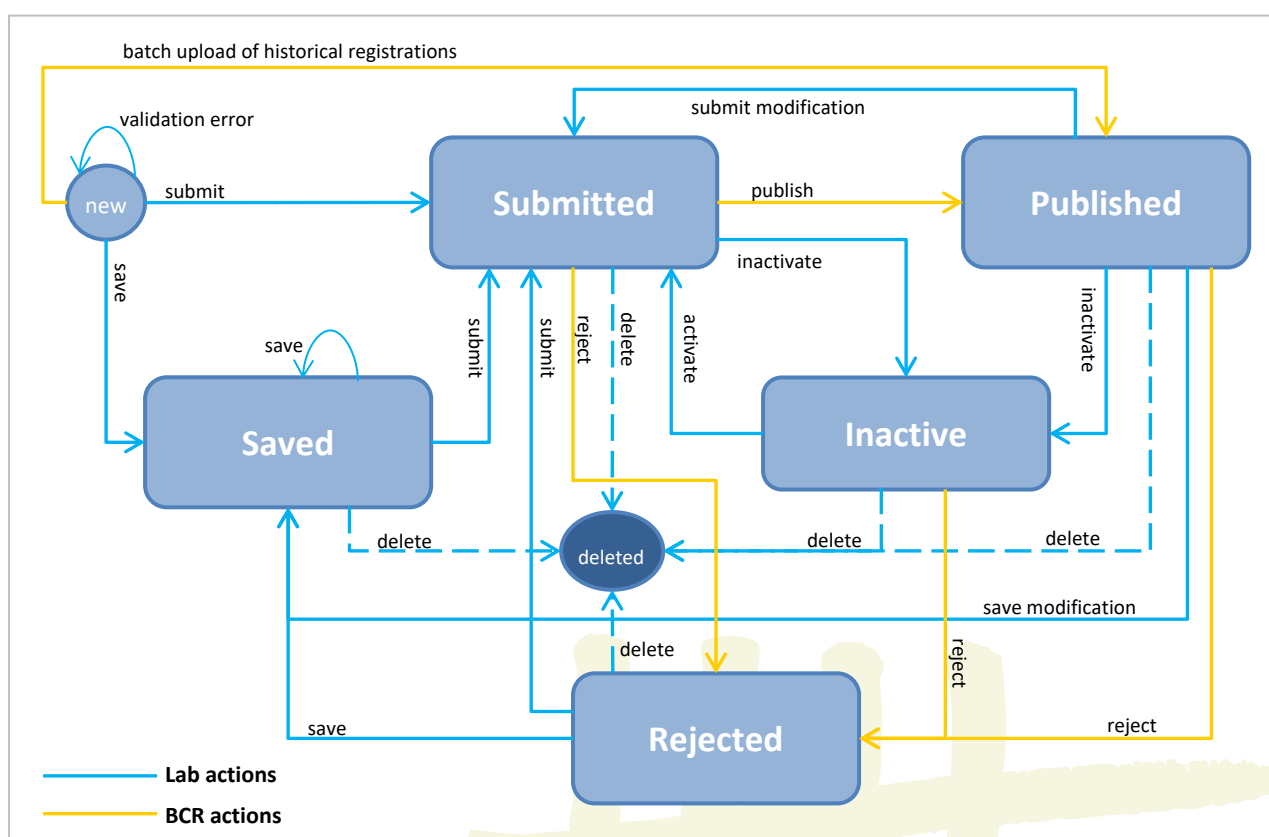 batch upload of historical registrations
submit modification
validation error
new
submit
Submitted
publish
Published
save
inactivate
save
submit
submit
reject
delete
activate
inactivate
Saved
Inactive
delete
deleted
delete
delete
save modification
delete
reject
save
Rejected
reject
Lab actions
BCR actions